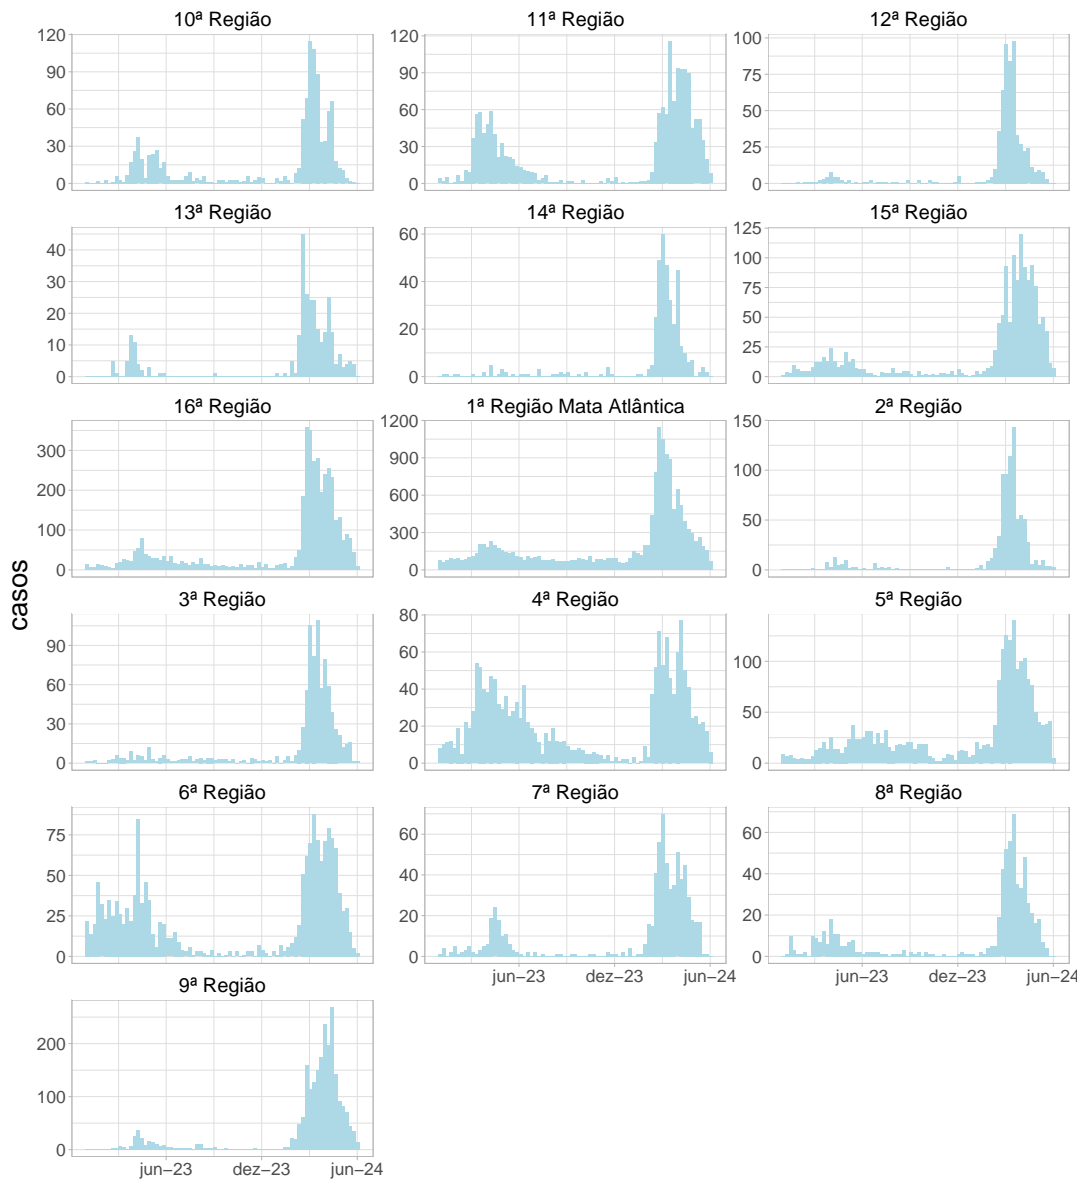 10ª Região
11ª Região
12ª Região
120
90
60
30
0
120
90
60
30
0
100
75
50
25
0
13ª Região
14ª Região
15ª Região
40
30
20
10
0
60
40
20
0
125
100
75
50
25
0
16ª Região
1ª Região Mata Atlântica
2ª Região
300
200
100
0
1200
900
600
300
0
150
100
50
0
casos
3ª Região
4ª Região
5ª Região
90
60
30
0
80
60
40
20
0
100
50
0
6ª Região
7ª Região
8ª Região
75
50
25
0
60
40
20
0
60
40
20
0
jun−23
dez−23
jun−24
jun−23
dez−23
jun−24
9ª Região
200
100
0
jun−23
dez−23
jun−24